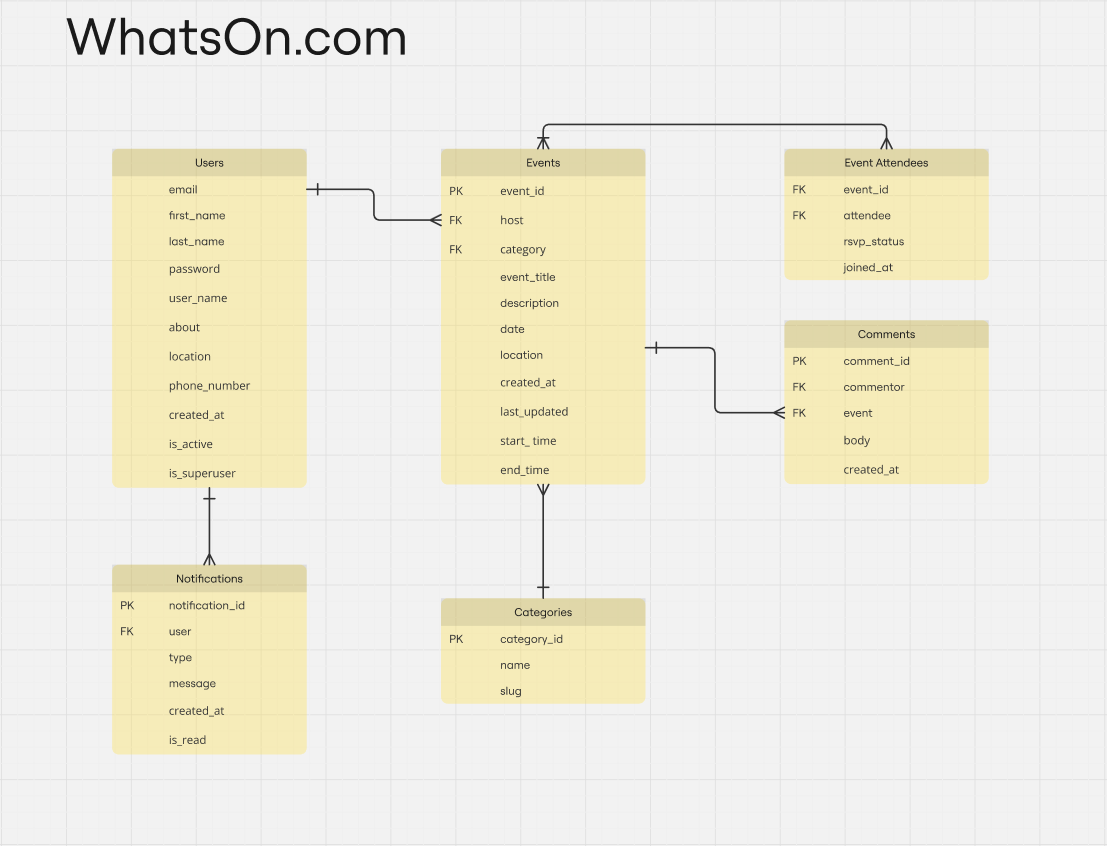 WhatsOn.com
Users
email
first_name
last_name
password
user_name
about
location
phone_number
created_at
is_active
is_superuser
Events
PK event_id
FK host
FK category
event_title
description
date
location
created_at
last_updated
start_ time
end_time
Event Attendees
FK event_id
FK attendee
rsvp_status
joined_at
Comments
PK comment_id
FK commentor
FK event
body
created_at
Notifications
PK notification_id
FK user
type
message
created_at
is_read
Categories
PK category_id
name
slug